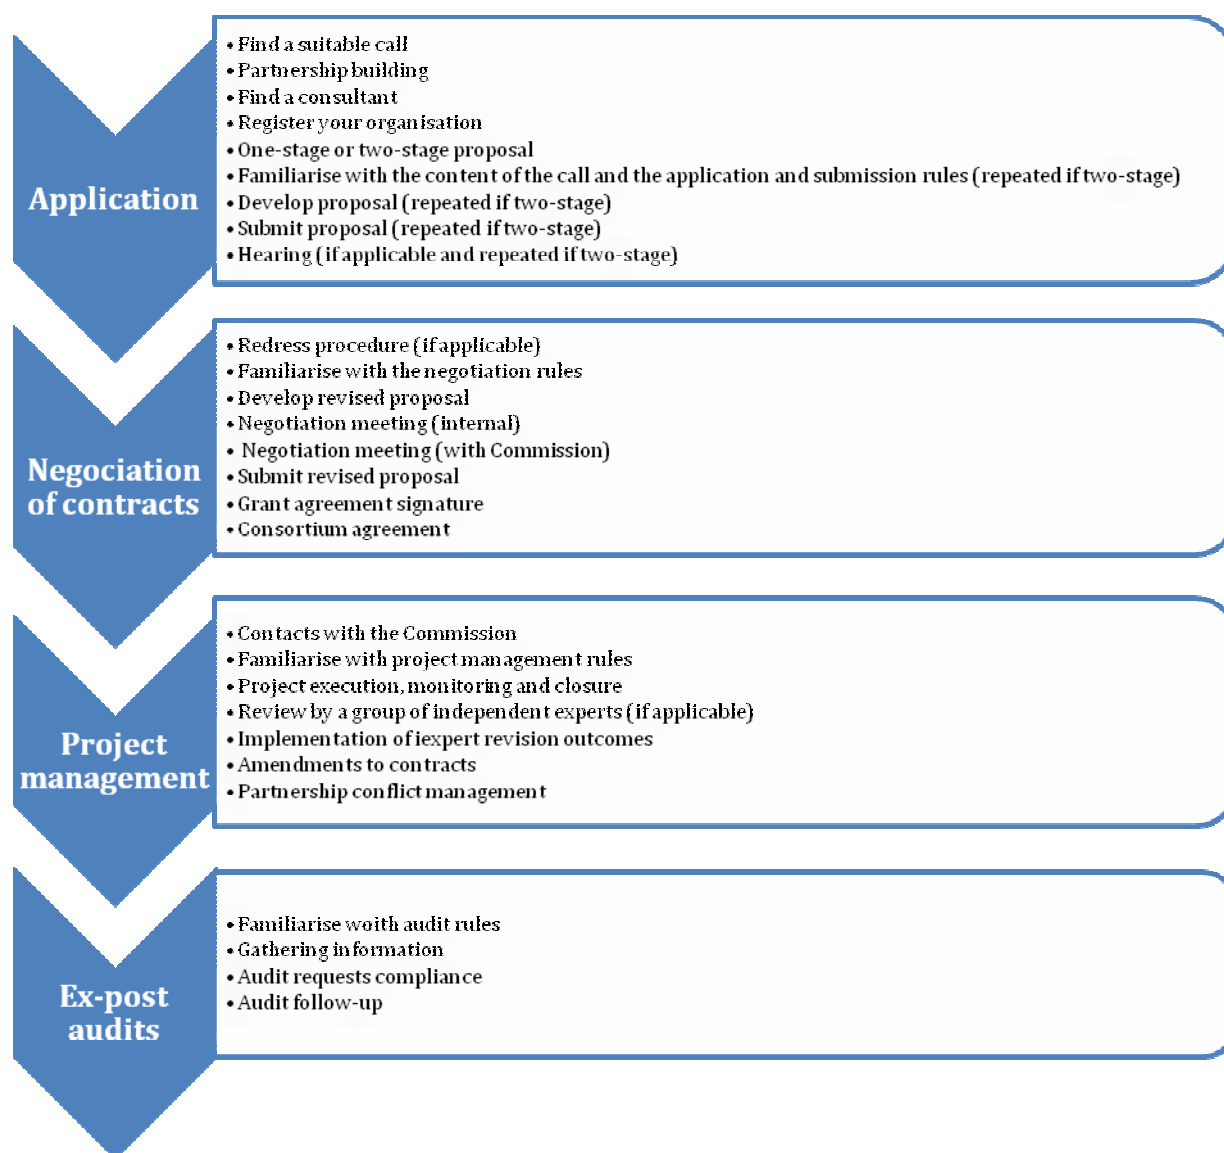 Application
• Find a suitable call
• Partnership building
• Find a consultant
• Register your organisation
• One-stage or two-stage proposal
• Familiarise with the content of the call and the application and submission rules (repeated if two-stage)
• Develop proposal (repeated if two-stage)
• Submit proposal (repeated if two-stage)
• Hearing (if applicable and repeated if two-stage)
Negociation
of contracts
• Redress procedure (if applicable)
• Familiarise with the negotiation rules
• Develop revised proposal
• Negotiation meeting (internal)
• Negotiation meeting (with Commission)
• Submit revised proposal
• Grant agreement signature
• Consortium agreement
Project
management
• Contacts with the Commission
• Familiarise with project management rules
• Project execution, monitoring and closure
• Review by a group of independent experts (if applicable)
• Implementation of iexpert revision outcomes
• Amendments to contracts
• Partnership conflict management
Ex-post
audits
• Familiarise woith audit rules
• Gathering information
• Audit requests compliance
• Audit follow-up